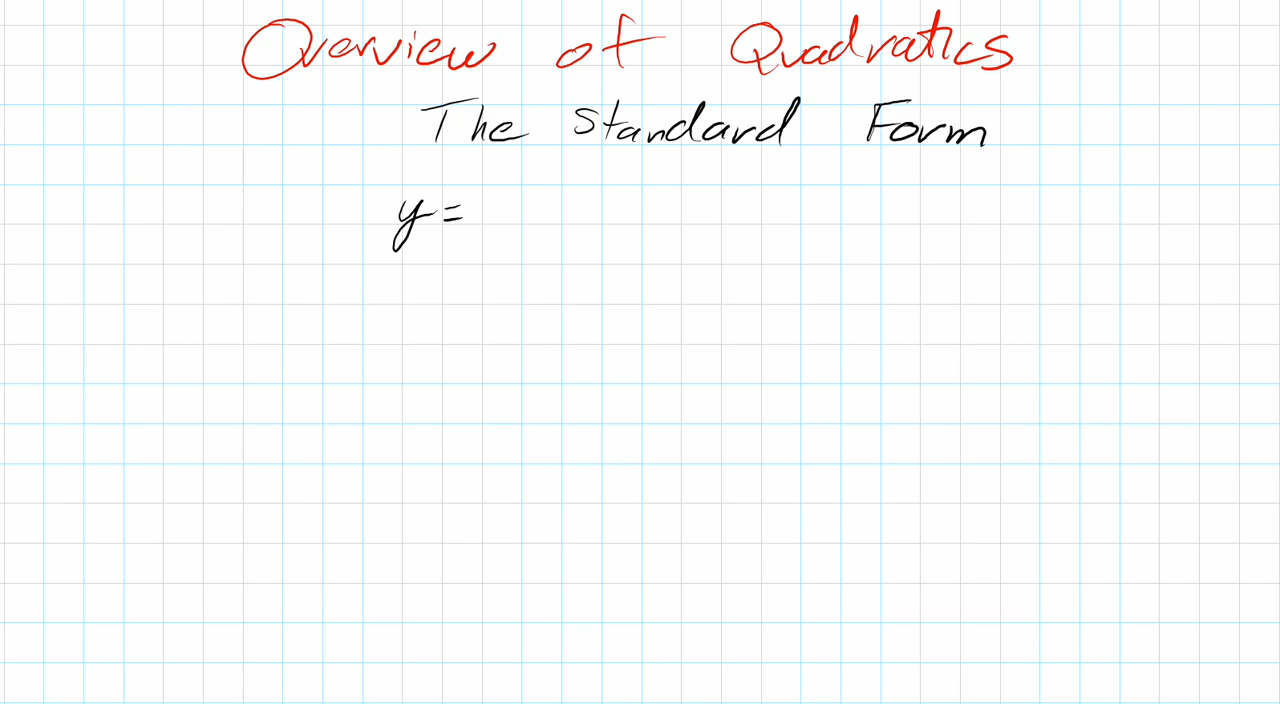 Overview of Quadratics
The Standard Form
y =